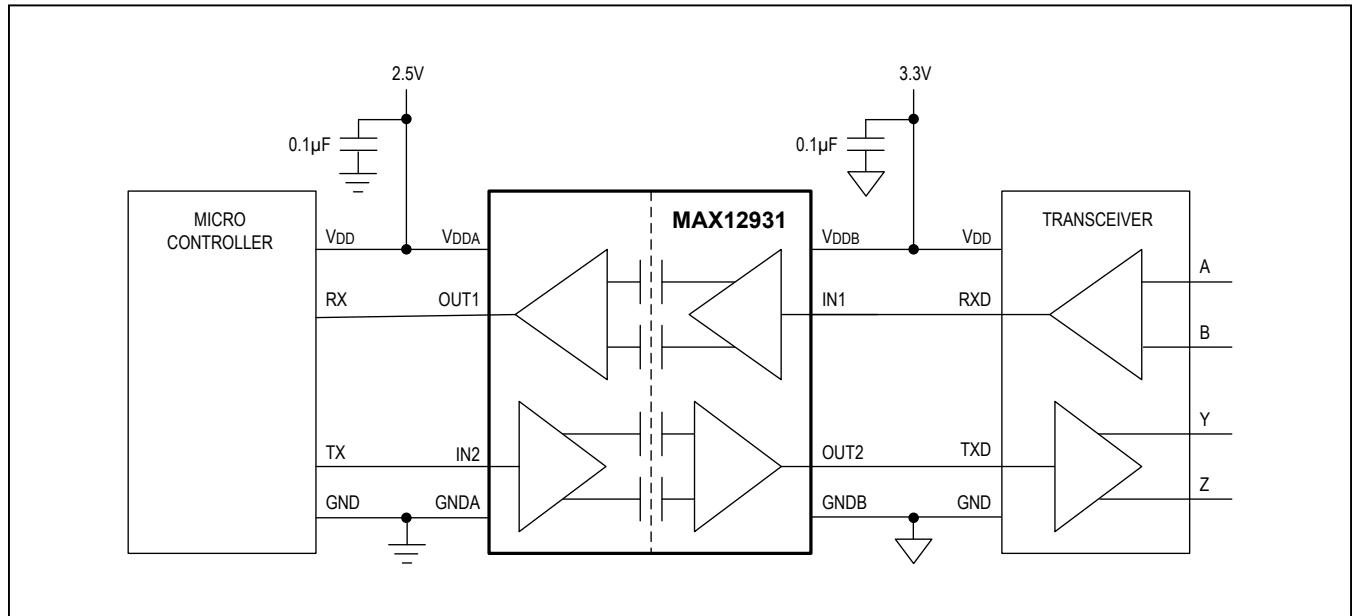 2.5V
3.3V
0.1µF
0.1µF
MICRO
CONTROLLER
MAX12931
TRANSCEIVER
VDD
VDDA
VDDB
VDD
A
RX
OUT1
IN1
RXD
B
Y
TX
IN2
OUT2
TXD
Z
GND
GNDA
GNDB
GND